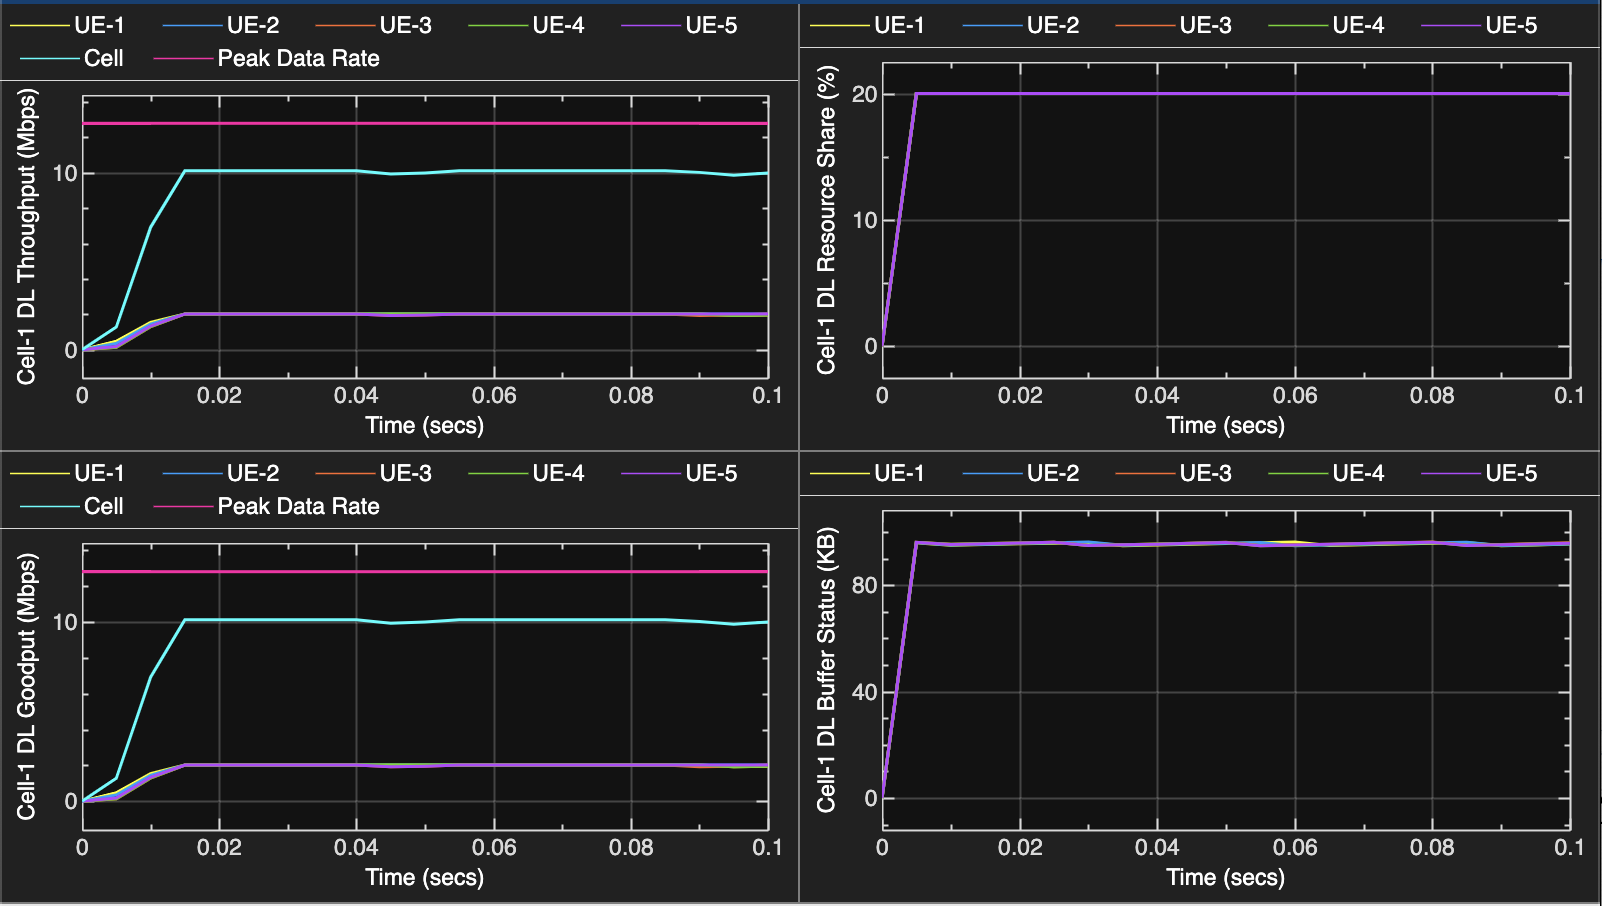 UE-1 UE-2 UE-3 UE-4 UE-5
Cell Peak Data Rate
Cell-1 DL Throughput (Mbps)
10
0
0 0.02 0.04 0.06 0.08 0.1
Time (secs)
UE-1 UE-2 UE-3 UE-4 UE-5
Cell-1 DL Resource Share (%)
20
10
0
0 0.02 0.04 0.06 0.08 0.1
Time (secs)
UE-1 UE-2 UE-3 UE-4 UE-5
Cell Peak Data Rate
Cell-1 DL Goodput (Mbps)
10
0
0 0.02 0.04 0.06 0.08 0.1
Time (secs)
UE-1 UE-2 UE-3 UE-4 UE-5
Cell-1 DL Buffer Status (KB)
80
40
0
0 0.02 0.04 0.06 0.08 0.1
Time (secs)